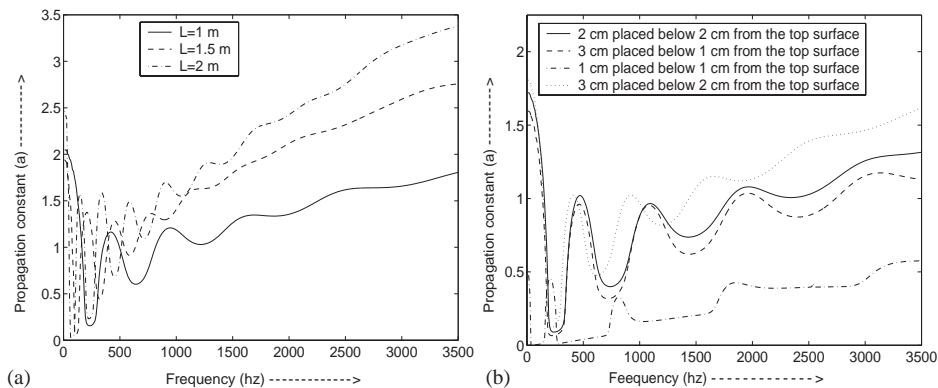 3.5
3
2.5
2
1.5
1
0.5
0
0 500 1000 1500 2000 2500 3000 3500
Propagation constant (a) ------->
L=1 m
L=1.5 m
L=2 m
(a)
Frequency (hz) ---------------->
2
1.5
1
0.5
0
0 500 1000 1500 2000 2500 3000 3500
Propagation constant (a) ------->
2 cm placed below 2 cm from the top surface
3 cm placed below 1 cm from the top surface
1 cm placed below 1 cm from the top surface
3 cm placed below 2 cm from the top surface
(b)
Feequency (hz) ---------------->